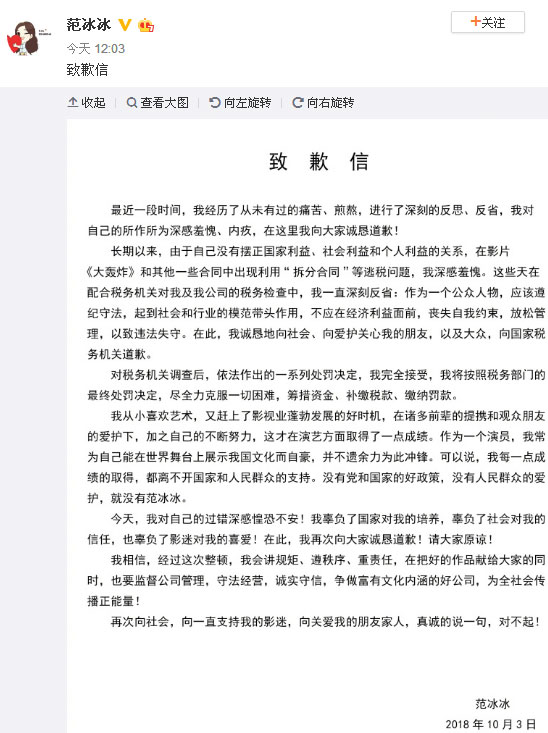 范冰冰
+关注
今天 12:03
致歉信
收起
查看大图
向左旋转
向右旋转
致 歉 信
最近一段时间，我经历了从未有过的痛苦、煎熬，进行了深刻的反思、反省，我对
自己的所作所为深感羞愧、内疚，在这里我向大家诚恳道歉！
长期以来，由于自己没有摆正国家利益、社会利益和个人利益的关系，在影片
《大轰炸》和其他一些合同中出现利用“拆分合同”等逃税问题，我深感羞愧。这些天在
配合税务机关对我及我公司的税务检查中，我一直深刻反省：作为一个公众人物，应该遵
纪守法，起到社会和行业的模范带头作用，不应在经济利益面前，丧失自我约束，放松管
理，以致违法失守。在此，我诚恳地向社会、向爱护关心我的朋友，以及大众，向国家税
务机关道歉。
对税务机关调查后，依法作出的一系列处罚决定，我完全接受，我将按照税务部门的
最终处罚决定，尽全力克服一切困难，筹措资金、补缴税款、缴纳罚款。
我从小喜欢艺术，又赶上了影视业蓬勃发展的好时机，在诸多前辈的提携和观众朋友
的爱护下，加之自己的不断努力，这才在演艺方面取得了一点成绩。作为一个演员，我常
为自己能在世界舞台上展示我国文化而自豪，并不遗余力为此冲锋。可以说，我每一点成
绩的取得，都离不开国家和人民群众的支持。没有党和国家的好政策，没有人民群众的爱
护，就没有范冰冰。
今天，我对自己的过错深感惶恐不安！我辜负了国家对我的培养，辜负了社会对我的
信任，也辜负了影迷对我的喜爱！在此，我再次向大家诚恳道歉！请大家原谅！
我相信，经过这次整顿，我会讲规矩、遵秩序、重责任，在把好的作品献给大家的同
时，也要监督公司管理，守法经营，诚实守信，争做富有文化内涵的好公司，为全社会传
播正能量！
再次向社会，向一直支持我的影迷，向关爱我的朋友家人，真诚的说一句，对不起！
范冰冰
2018 年 10 月 3 日